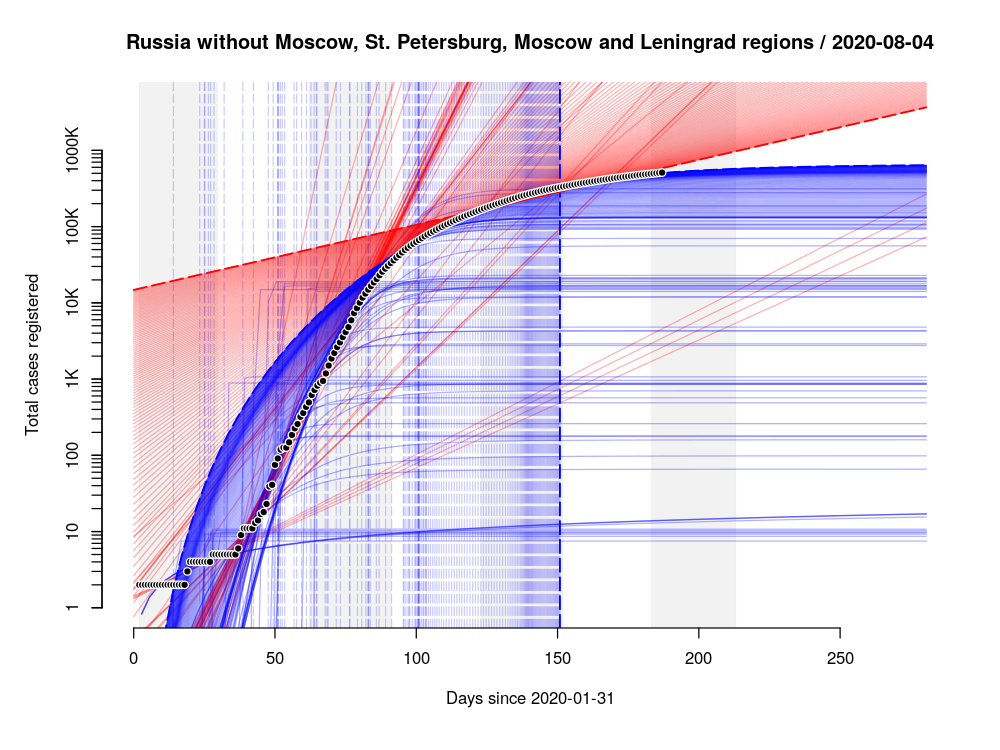 Russia without Moscow, St. Petersburg, Moscow and Leningrad regions / 2020-08-04
Total cases registered
1000K
100K
10K
1K
100
10
1
0 50 100 150 200 250
Days since 2020-01-31